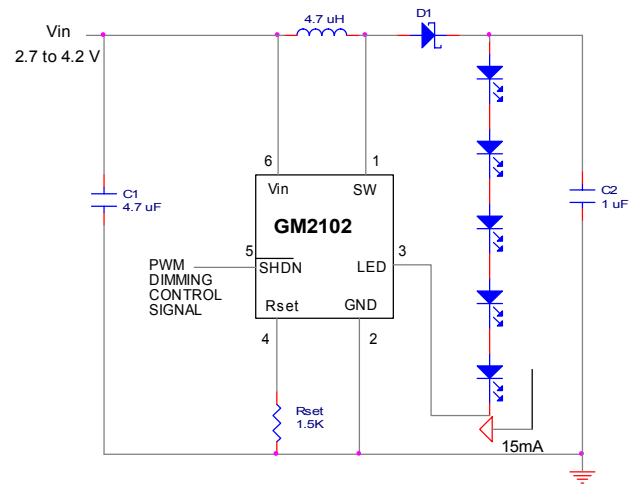 Vin
2.7 to 4.2 V
4.7 uH
D1
6
1
Vin
SW
C1
4.7 uF
C2
1 uF
GM2102
5
3
PWM
DIMMING
CONTROL
SIGNAL
SHDN
LED
Rset
GND
4
2
Rset
1.5K
15mA